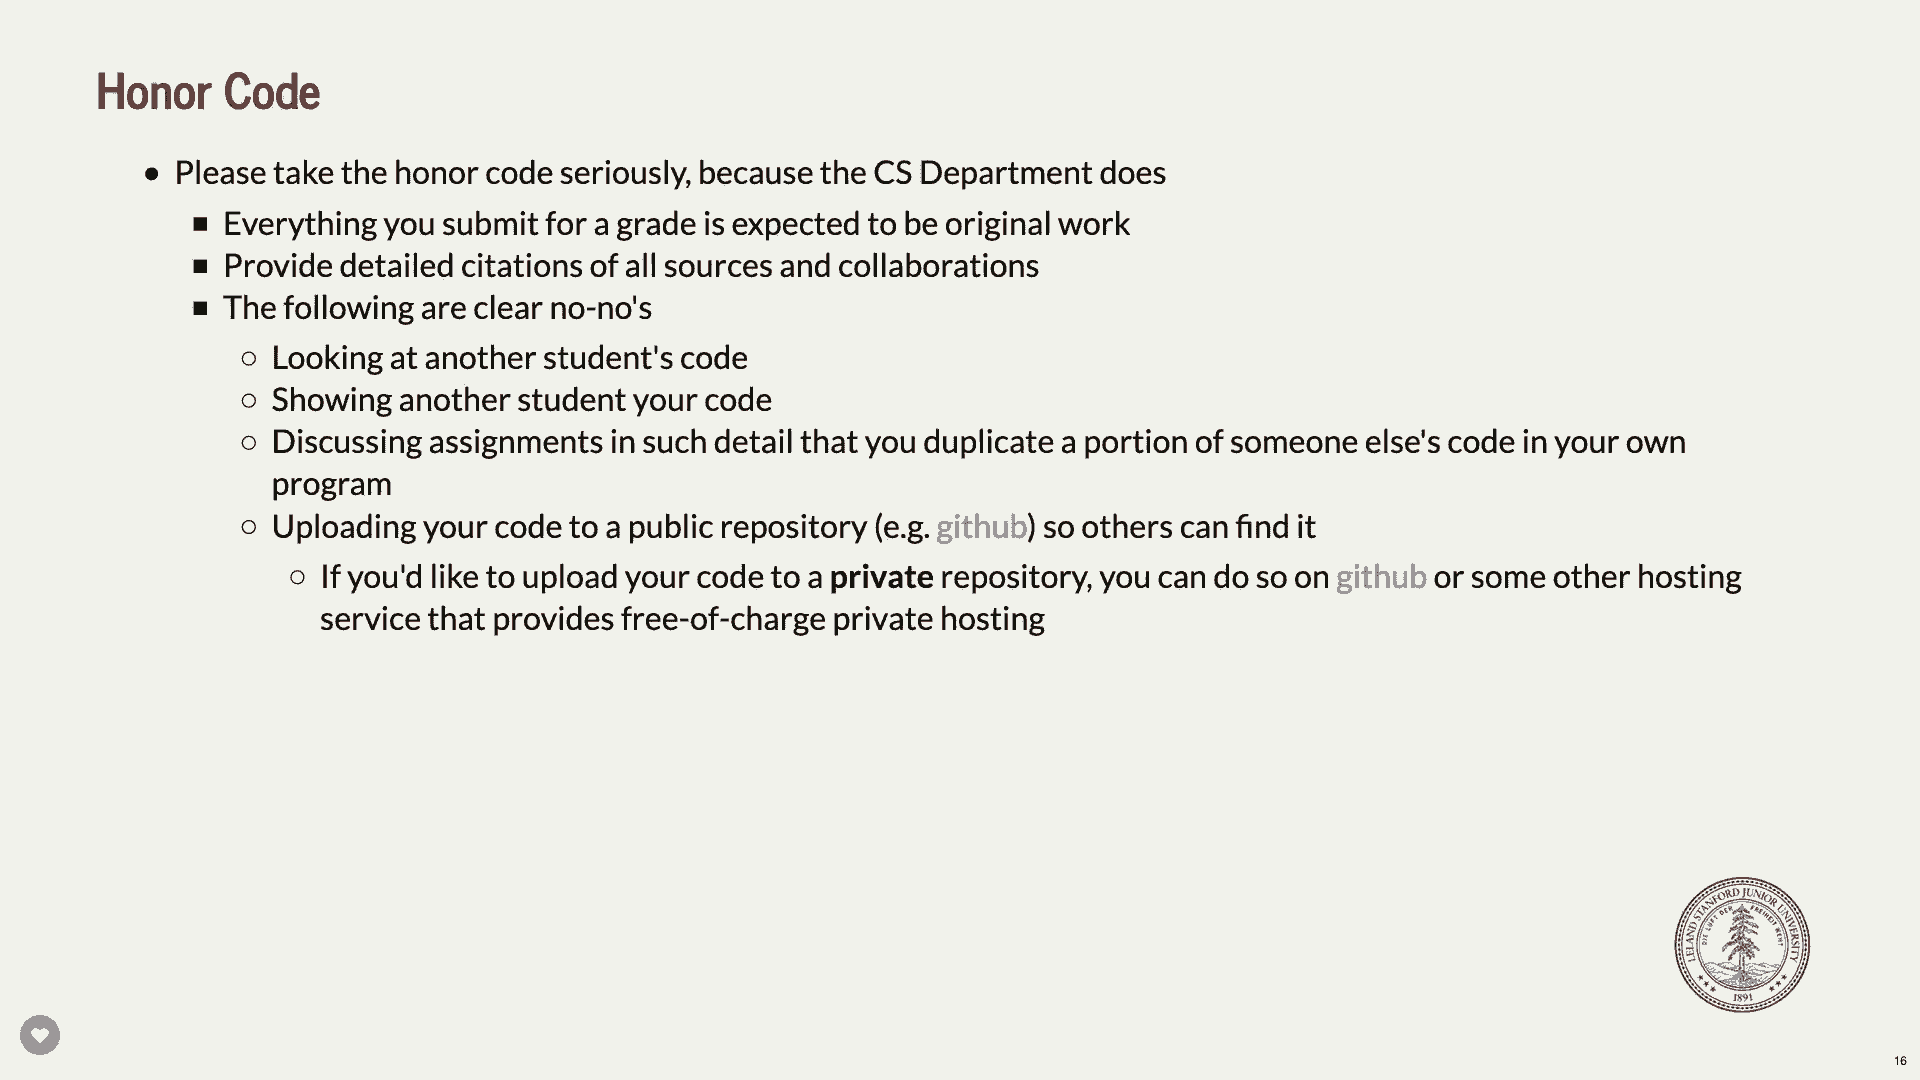 Honor Code
Please take the honor code seriously, because the CS Department does
Everything you submit for a grade is expected to be original work
Provide detailed citations of all sources and collaborations
The following are clear no-no's
Looking at another student's code
Showing another student your code
Discussing assignments in such detail that you duplicate a portion of someone else's code in your own
program
Uploading your code to a public repository (e.g. github) so others can find it
If you'd like to upload your code to a private repository, you can do so on github or some other hosting
service that provides free-of-charge private hosting
LELAND STANFORD JUNIOR UNIVERSITY
DIE LUFT DER FREIHEIT WEHT
1891
16